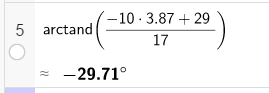 5 arctand((−10 · 3.87 + 29)/17)
≈ −29.71°